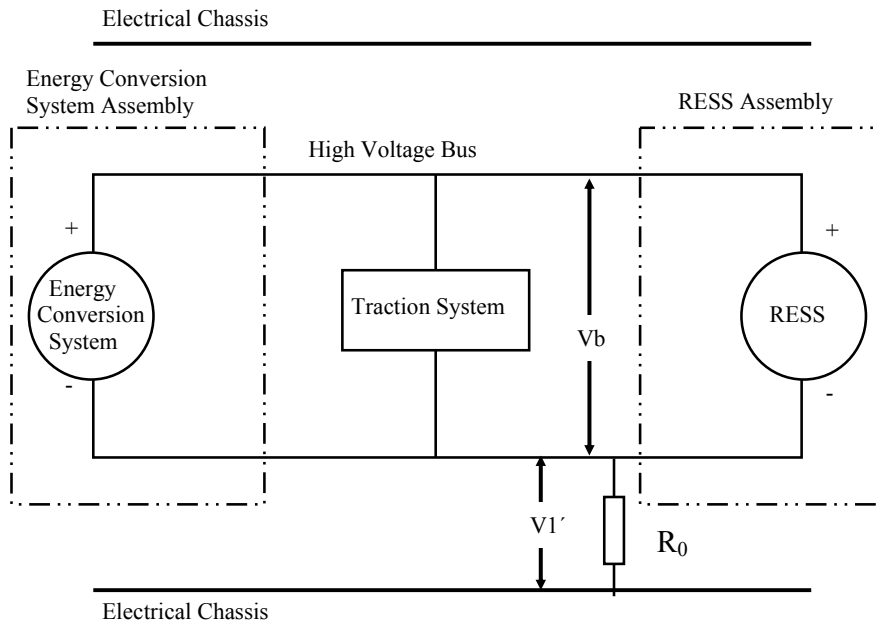 Electrical Chassis
Energy Conversion
System Assembly
RESS Assembly
High Voltage Bus
+
+
Energy
Conversion
System
Traction System
Vb
RESS
-
-
V1´
R₀
Electrical Chassis